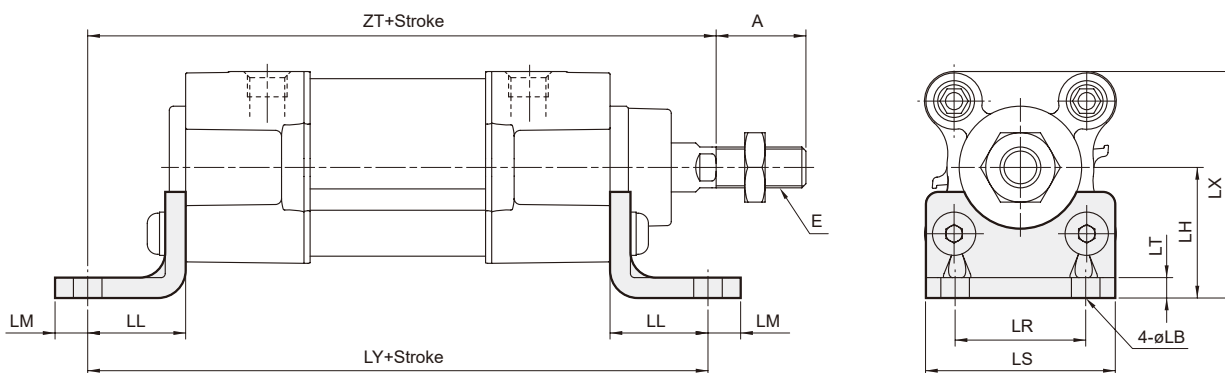 ZT+Stroke
A
E
LM
LL
LL
LM
LY+Stroke
LX
LH
LT
LR
4-øLB
LS